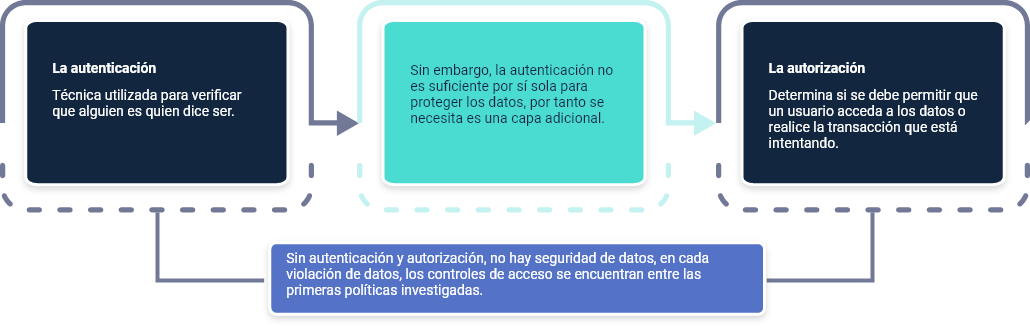 La autenticación
Técnica utilizada para verificar
que alguien es quien dice ser.
Sin embargo, la autenticación no
es suficiente por sí sola para
proteger los datos, por tanto se
necesita es una capa adicional.
La autorización
Determina si se debe permitir que
un usuario acceda a los datos o
realice la transacción que está
intentando.
Sin autenticación y autorización, no hay seguridad de datos, en cada
violación de datos, los controles de acceso se encuentran entre las
primeras políticas investigadas.